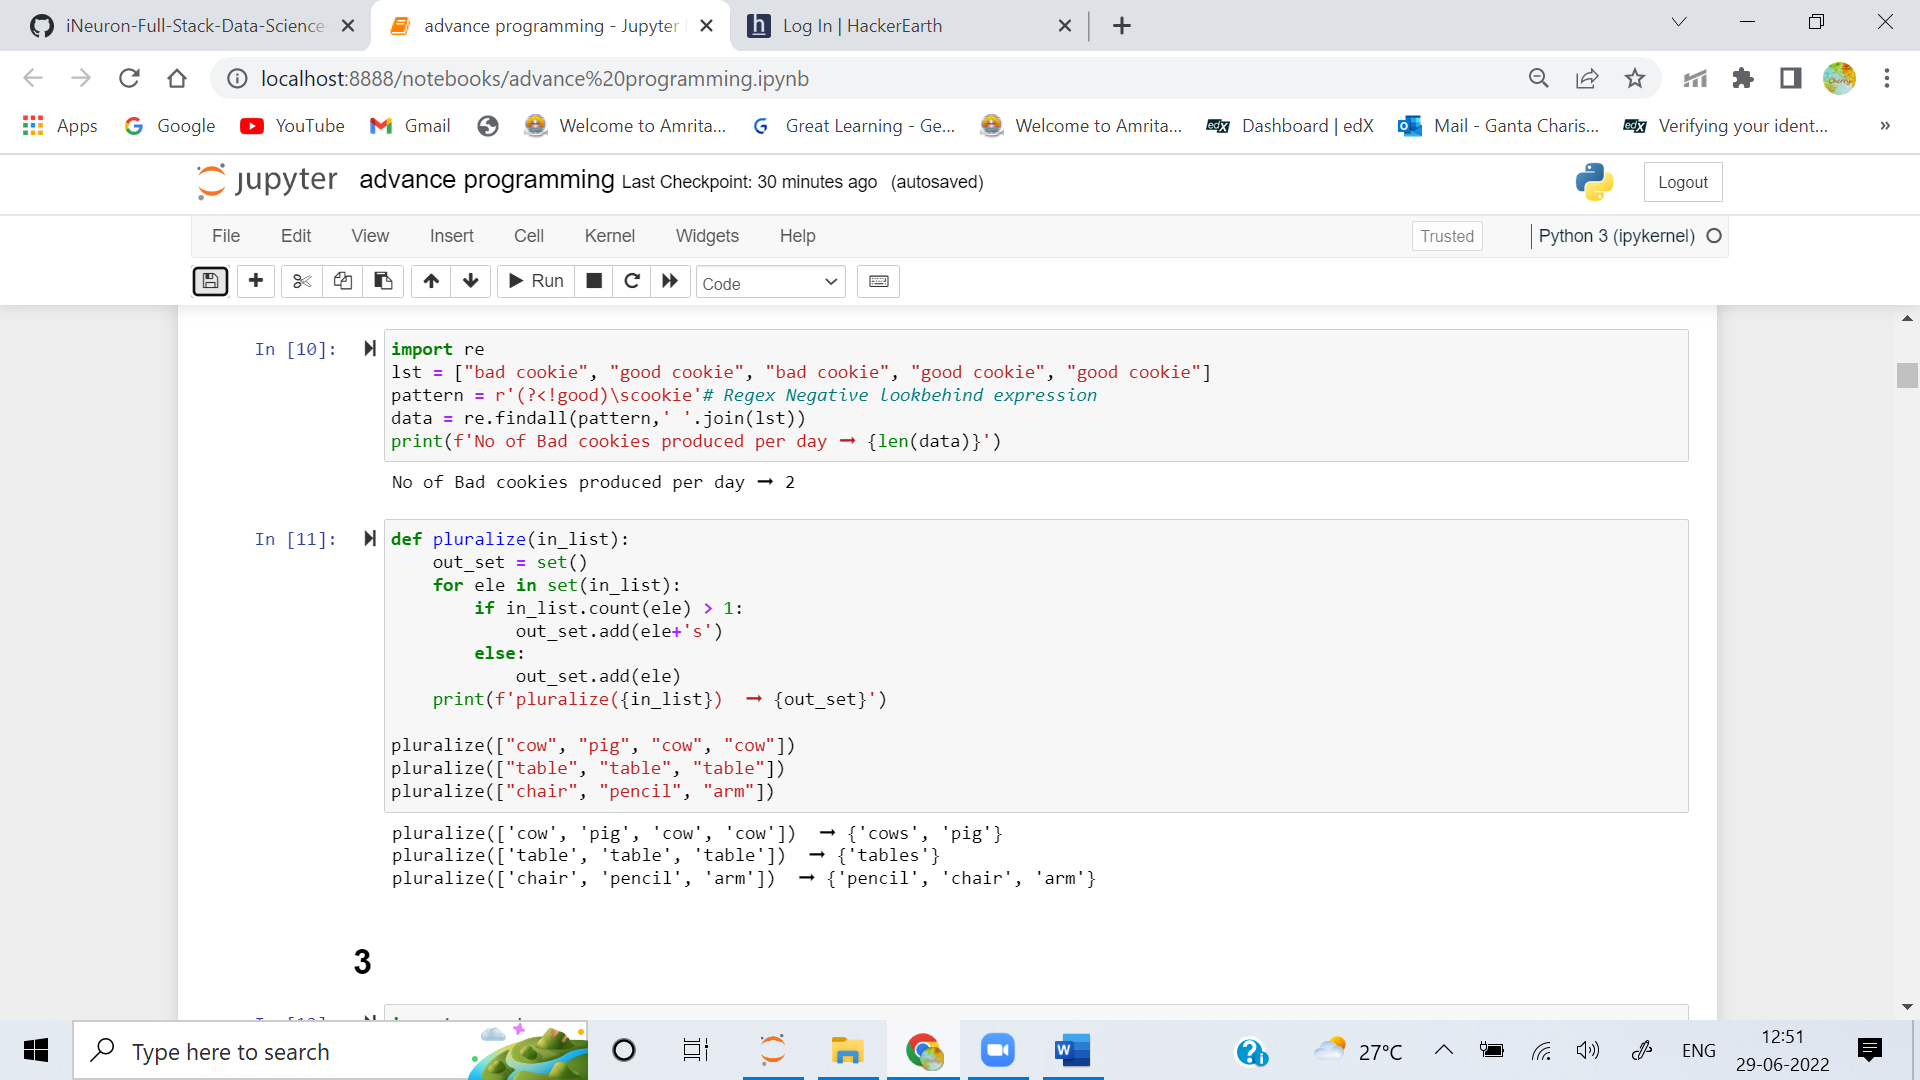 iNeuron-Full-Stack-Data-Science
advance programming - Jupyter
Log In | HackerEarth
localhost:8888/notebooks/advance%20programming.ipynb
Apps
Google
YouTube
Gmail
Welcome to Amrita...
Great Learning - Ge...
Welcome to Amrita...
Dashboard | edX
Mail - Ganta Charis...
Verifying your ident...
»
jupyter advance programming Last Checkpoint: 30 minutes ago (autosaved)
Logout
File Edit View Insert Cell Kernel Widgets Help
Trusted
Python 3 (ipykernel)
Run
Code
In [10]:
import re
lst = ["bad cookie", "good cookie", "bad cookie", "good cookie", "good cookie"]
pattern = r'(?<!good)\scookie'# Regex Negative lookbehind expression
data = re.findall(pattern,' '.join(lst))
print(f'No of Bad cookies produced per day ➞ {len(data)}')
No of Bad cookies produced per day ➞ 2
In [11]:
def pluralize(in_list):
    out_set = set()
    for ele in set(in_list):
        if in_list.count(ele) > 1:
            out_set.add(ele+'s')
        else:
            out_set.add(ele)
    print(f'pluralize({in_list})  ➞ {out_set}')
pluralize(["cow", "pig", "cow", "cow"])
pluralize(["table", "table", "table"])
pluralize(["chair", "pencil", "arm"])
pluralize(['cow', 'pig', 'cow', 'cow'])  ➞ {'cows', 'pig'}
pluralize(['table', 'table', 'table'])  ➞ {'tables'}
pluralize(['chair', 'pencil', 'arm'])  ➞ {'pencil', 'chair', 'arm'}
3
Type here to search
27°C
ENG
12:51
29-06-2022